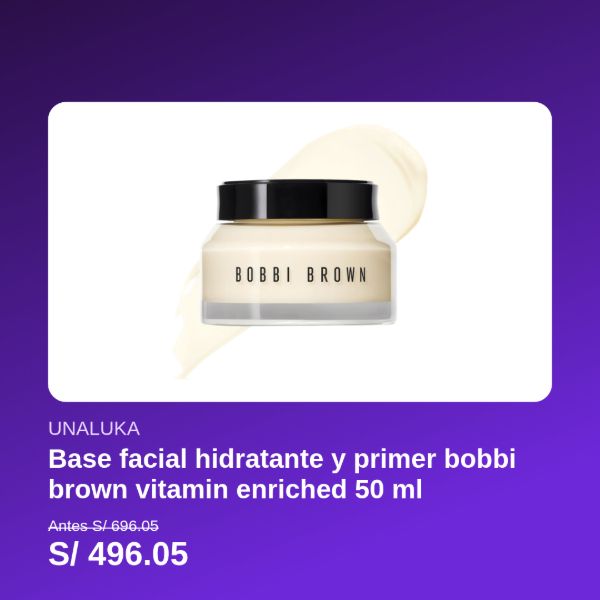 BOBBI BROWN
UNALUKA
Base facial hidratante y primer bobbi
brown vitamin enriched 50 ml
Antes S/ 696.05
S/ 496.05